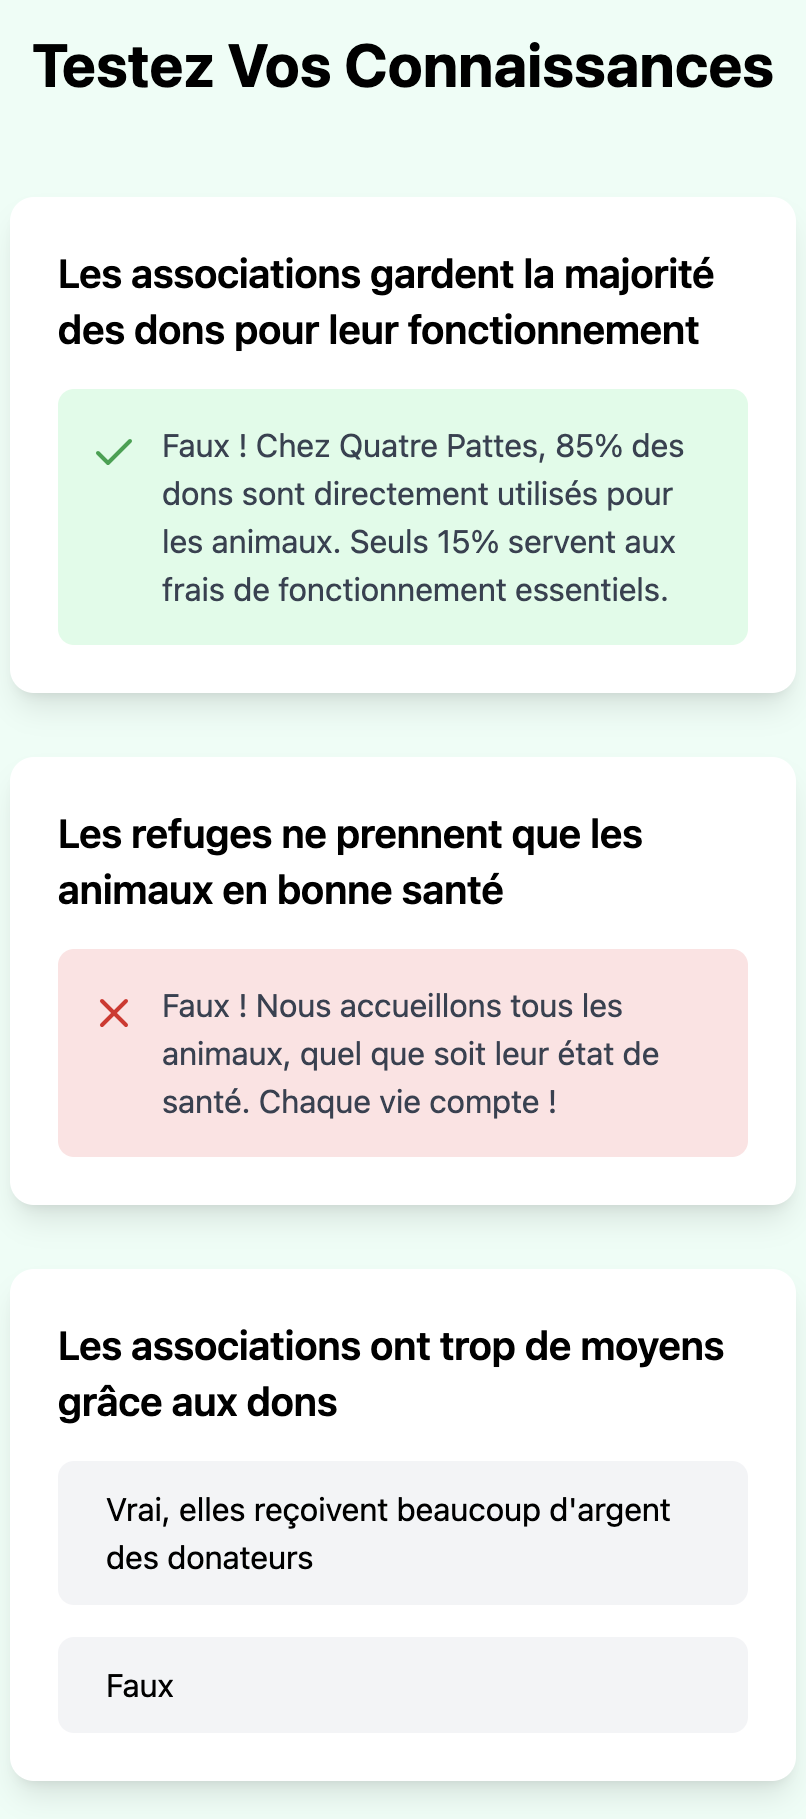 Testez Vos Connaissances
Les associations gardent la majorité
des dons pour leur fonctionnement
Faux ! Chez Quatre Pattes, 85% des
dons sont directement utilisés pour
les animaux. Seuls 15% servent aux
frais de fonctionnement essentiels.
Les refuges ne prennent que les
animaux en bonne santé
Faux ! Nous accueillons tous les
animaux, quel que soit leur état de
santé. Chaque vie compte !
Les associations ont trop de moyens
grâce aux dons
Vrai, elles reçoivent beaucoup d'argent
des donateurs
Faux